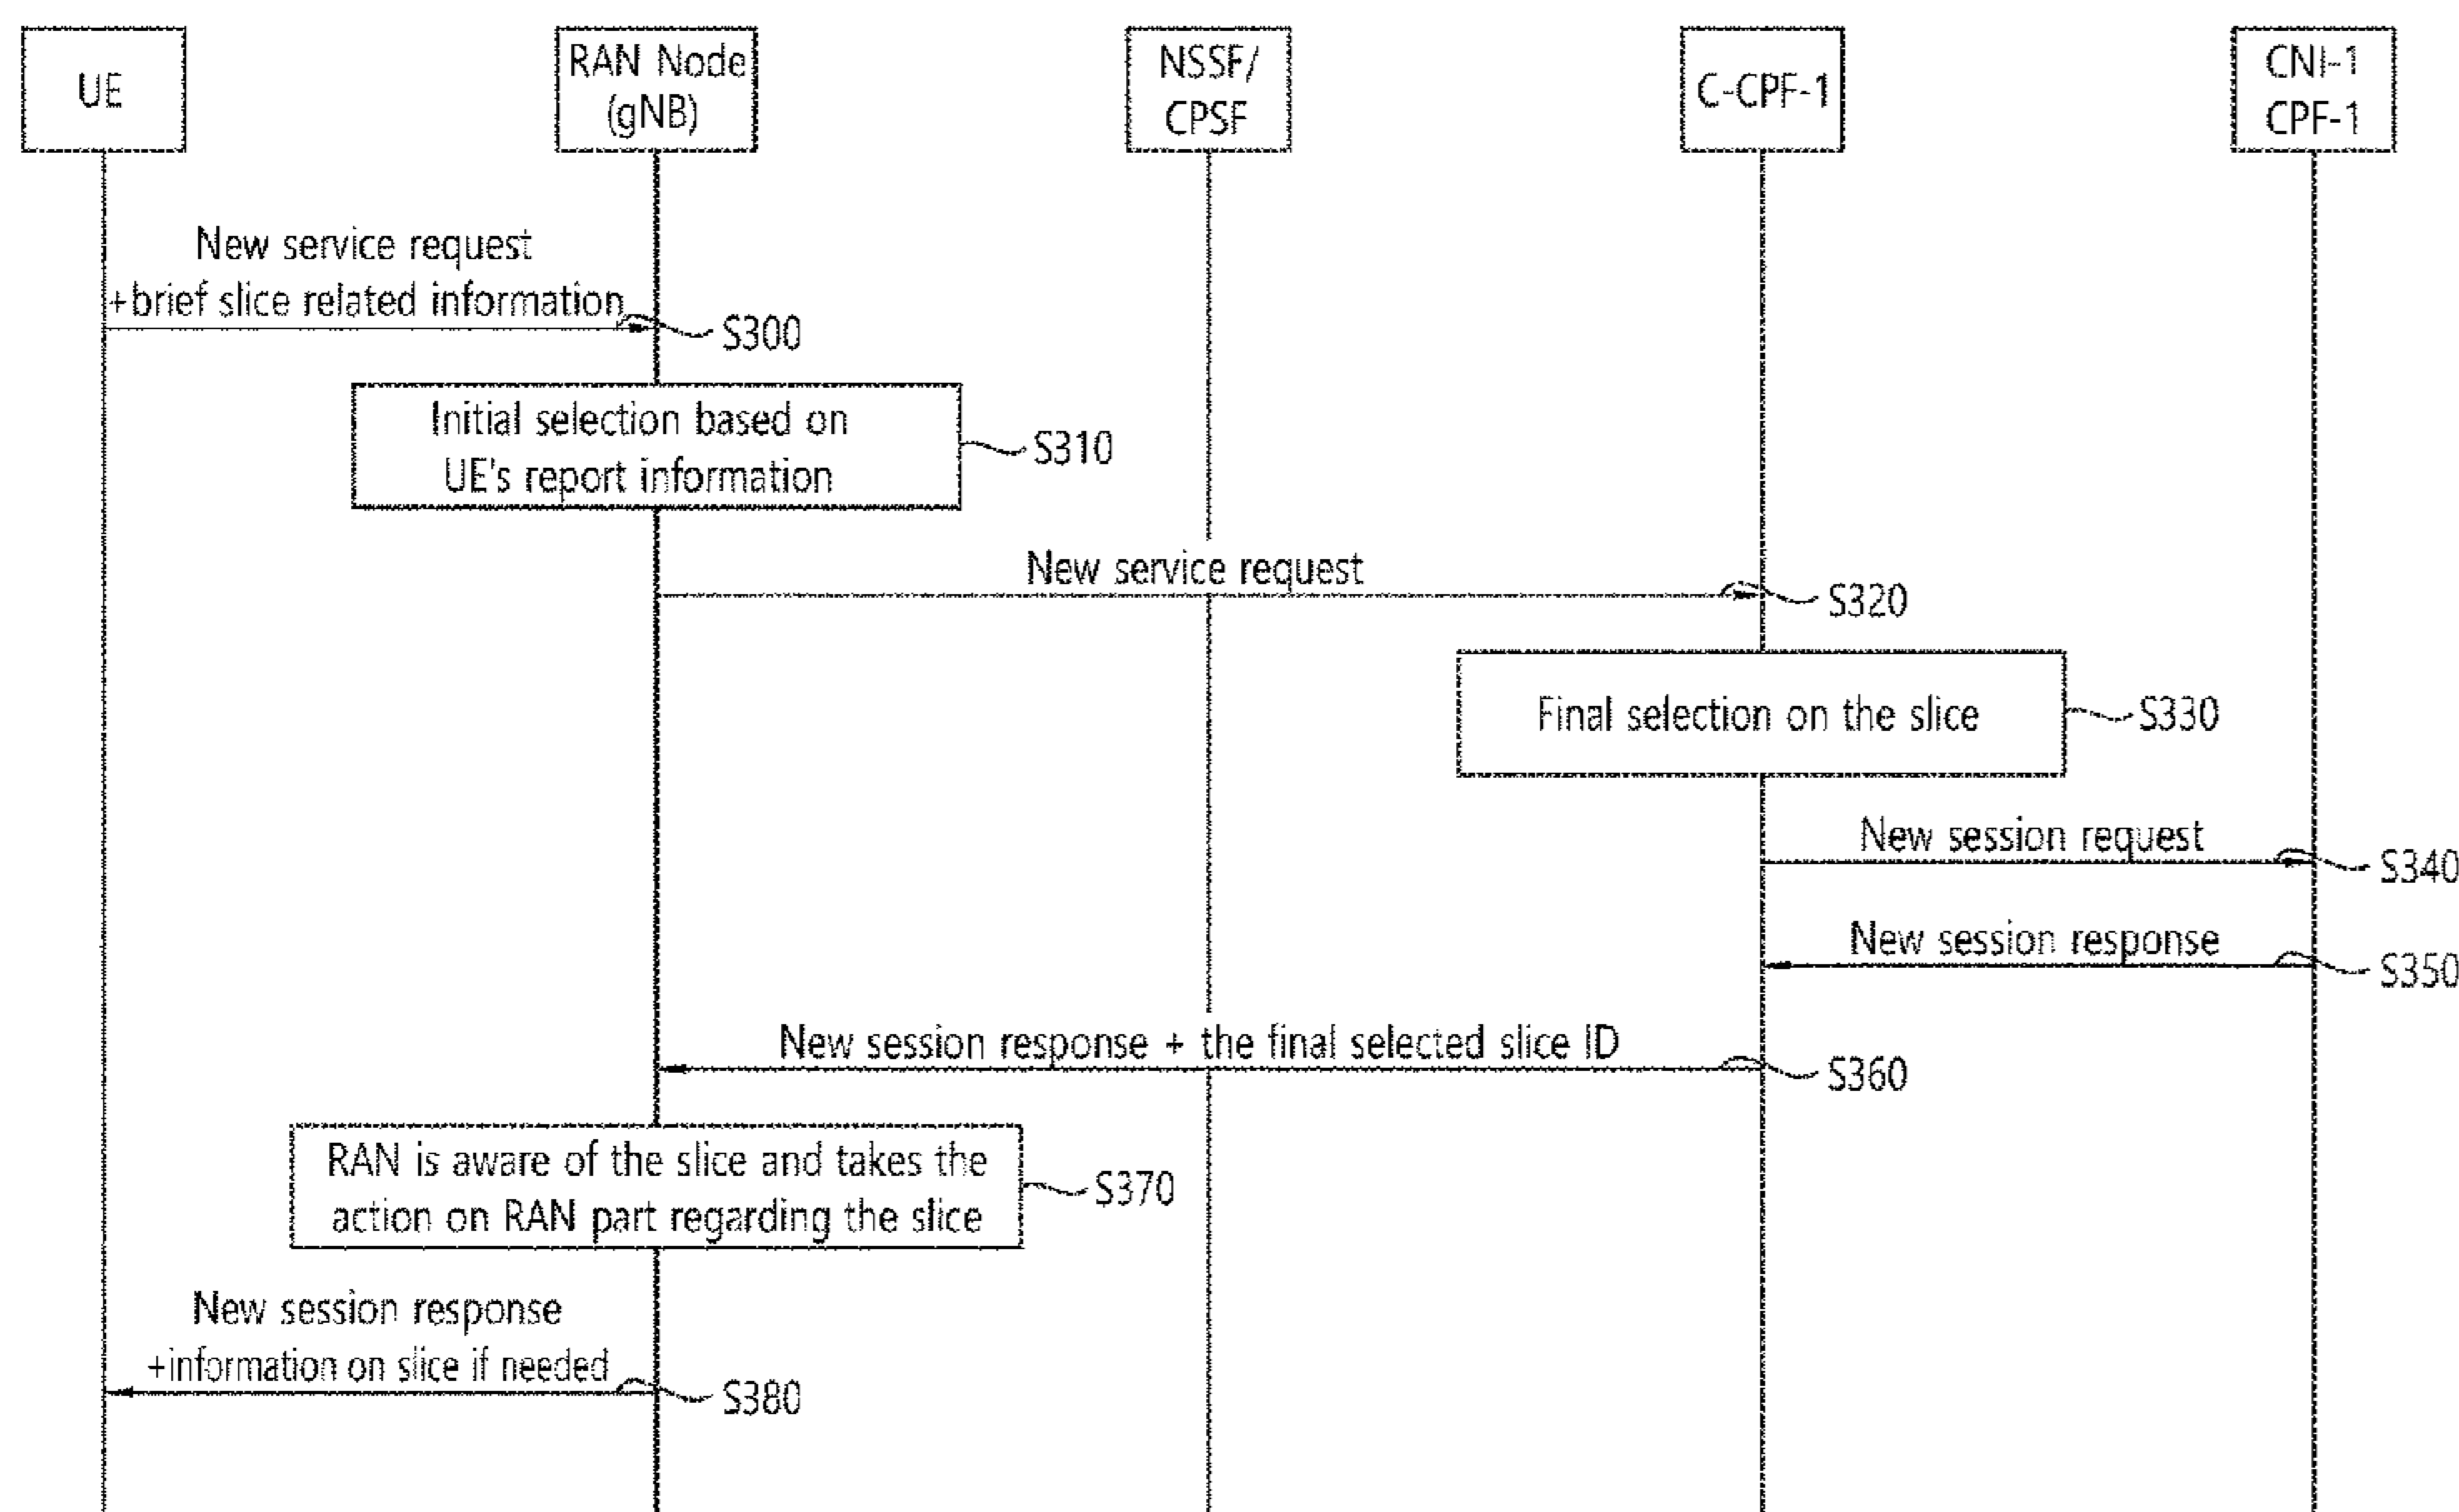 UE
RAN Node
(gNB)
NSSF/
CPSF
C-CPF-1
CNI-1
CPF-1
New service request
+brief slice related information
S300
Initial selection based on
UE's report information
S310
New service request
S320
Final selection on the slice
S330
New session request
S340
New session response
S350
New session response + the final selected slice ID
S360
RAN is aware of the slice and takes the
action on RAN part regarding the slice
S370
New session response
+information on slice if needed
S380